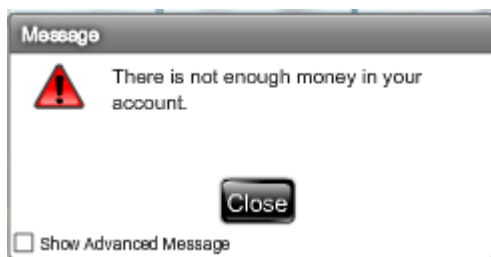 Message
There is not enough money in your
account.
Close
Show Advanced Message